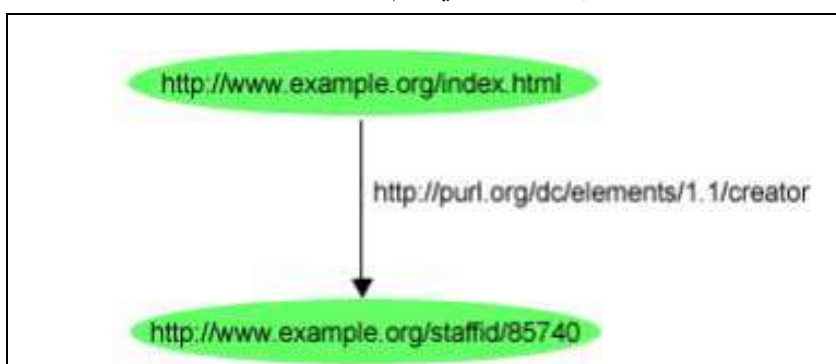 http://www.example.org/index.html
http://purl.org/dc/elements/1.1/creator
http://www.example.org/staffid/85740